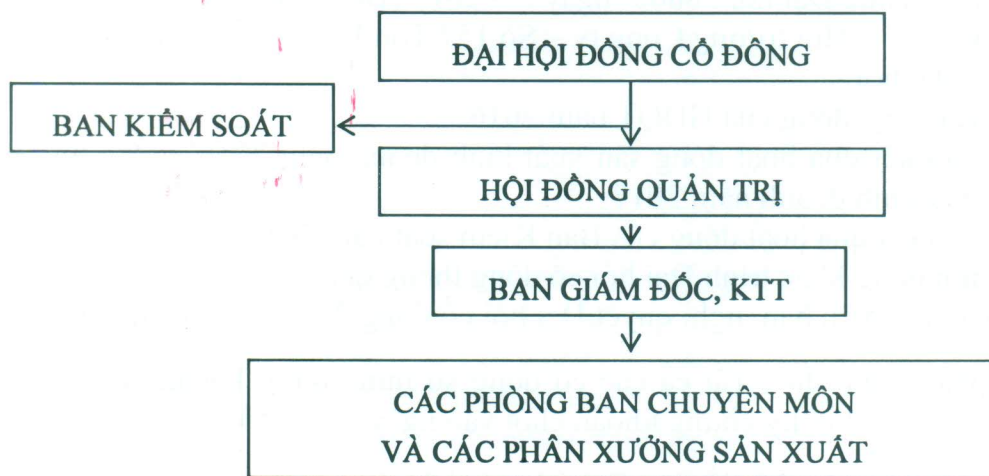 ĐẠI HỘI ĐỒNG CỔ ĐÔNG
BAN KIỂM SOÁT
HỘI ĐỒNG QUẢN TRỊ
BAN GIÁM ĐỐC, KTT
CÁC PHÒNG BAN CHUYÊN MÔN
VÀ CÁC PHÂN XƯỞNG SẢN XUẤT